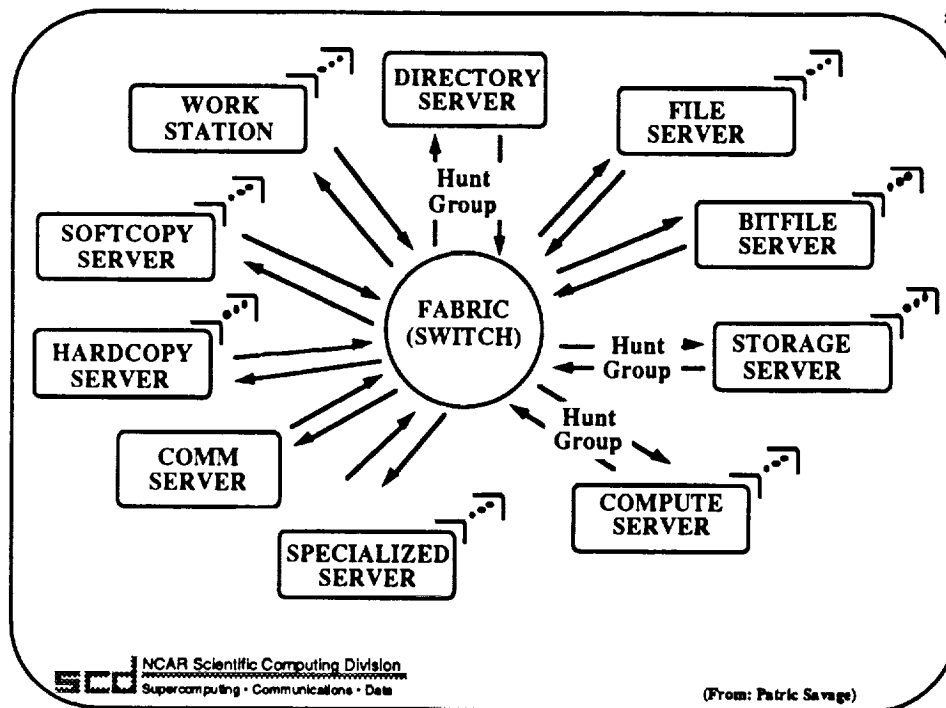 WORK
STATION
DIRECTORY
SERVER
FILE
SERVER
Hunt
Group
SOFTCOPY
SERVER
BITFILE
SERVER
FABRIC
(SWITCH)
HARDCOPY
SERVER
Hunt
Group
STORAGE
SERVER
Hunt
Group
COMM
SERVER
COMPUTE
SERVER
SPECIALIZED
SERVER
scd
NCAR Scientific Computing Division
Supercomputing • Communications • Data
(From: Patric Savage)